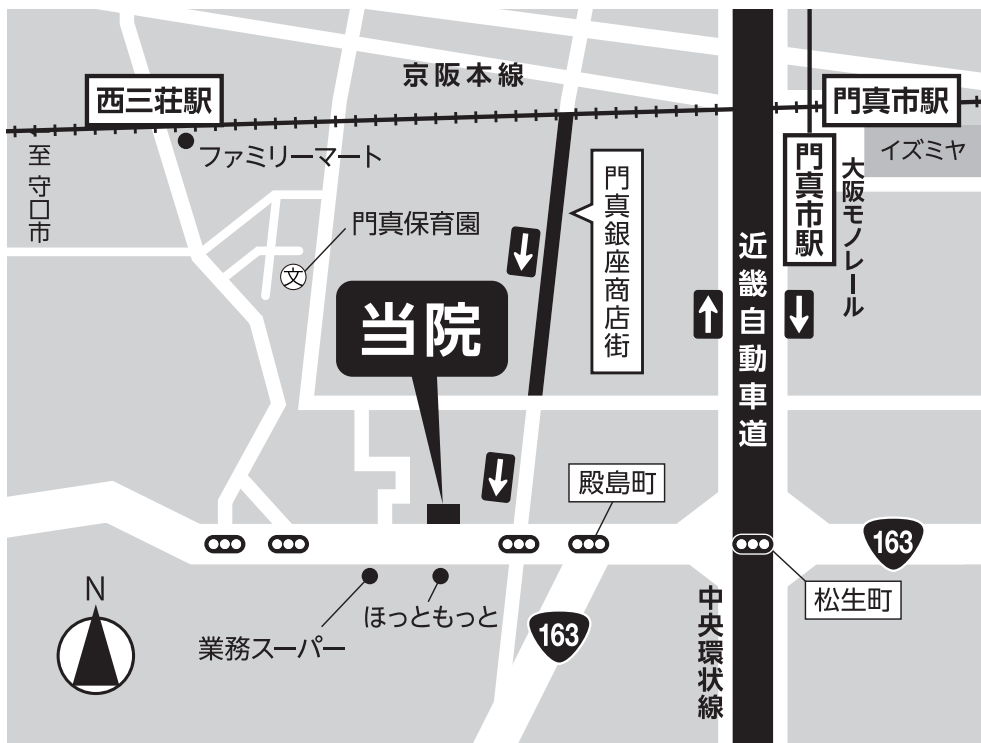 京阪本線
西三荘駅
門真市駅
ファミリーマート
至守口市
イズミヤ
門真市駅
大阪モノレール
門真銀座商店街
門真保育園
文
近畿自動車道
当院
殿島町
163
松生町
ほっともっと
業務スーパー
163
中央環状線
N